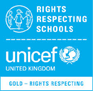 RIGHTS
RESPECTING
SCHOOLS
unicef
UNITED KINGDOM
GOLD – RIGHTS RESPECTING